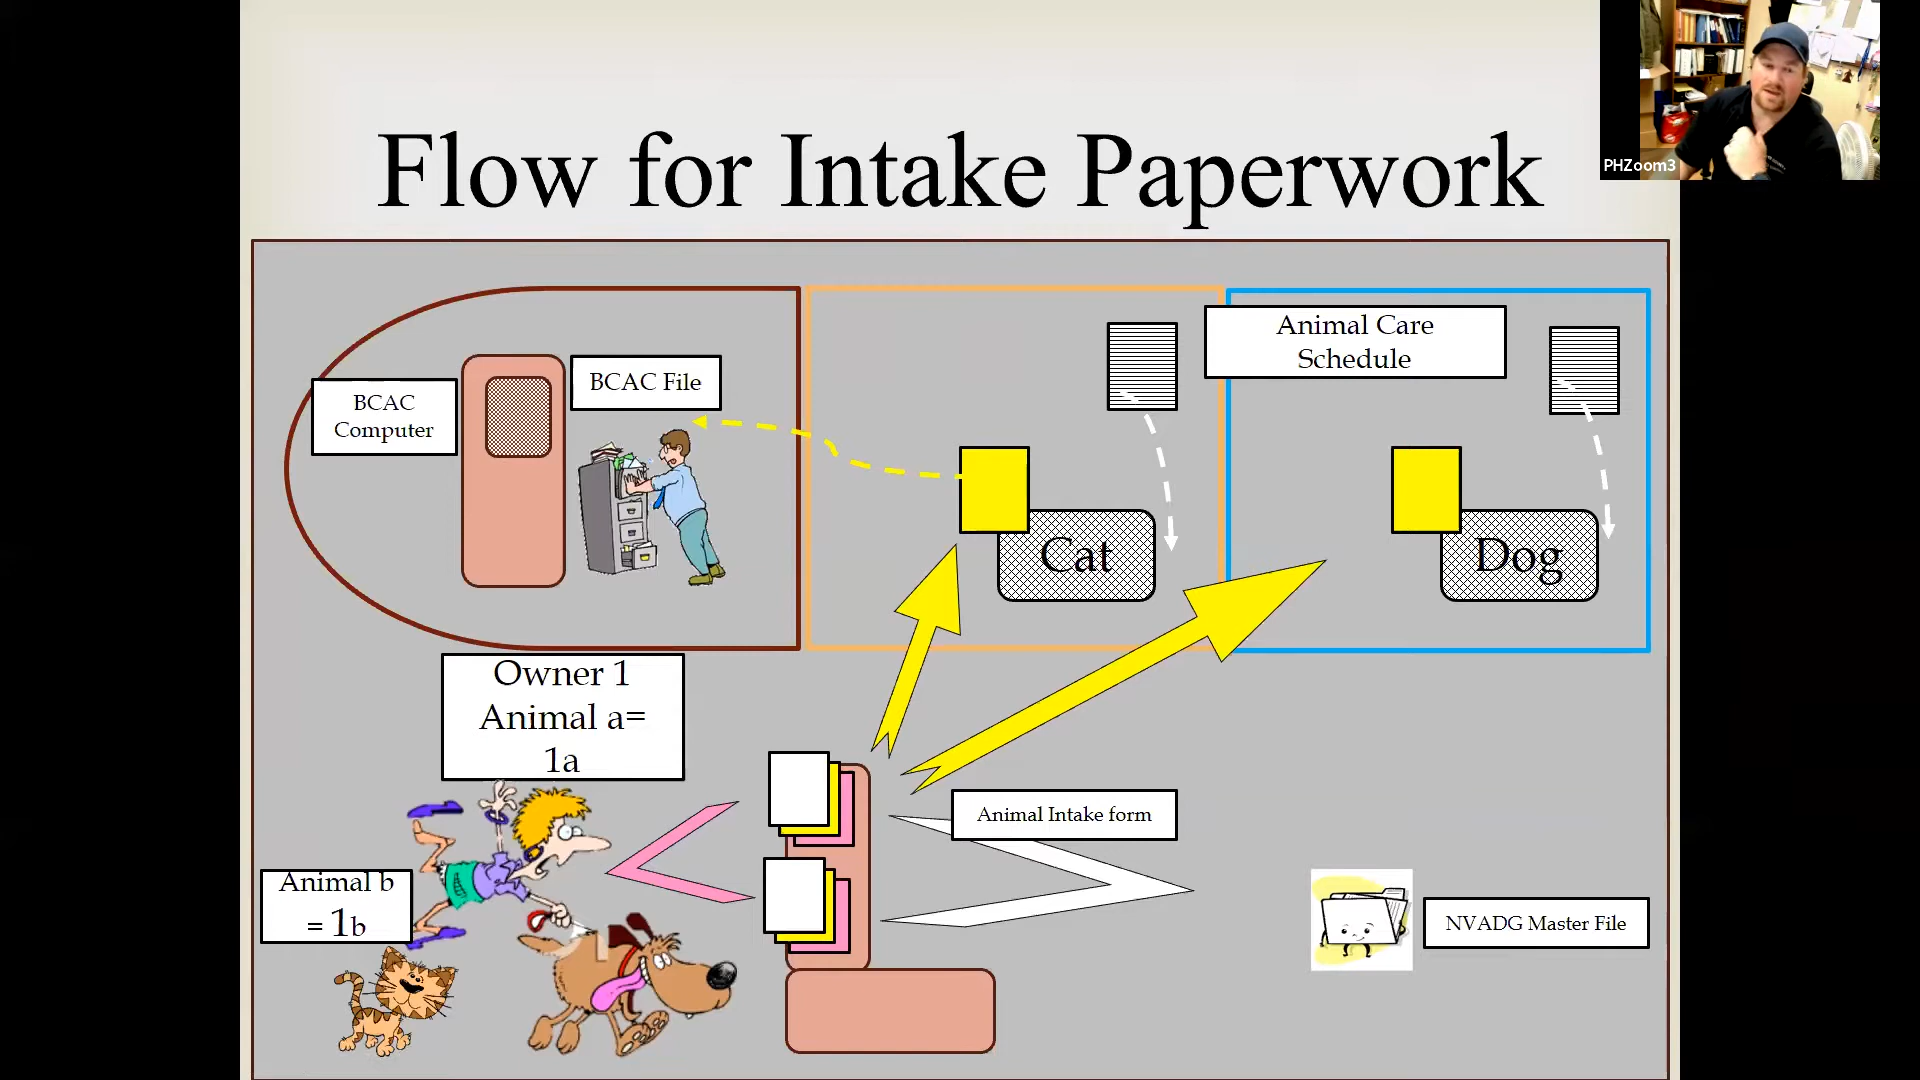 Flow for Intake Paperwork
PHZoom3
Animal Care
Schedule
BCAC
Computer
BCAC File
Cat
Dog
Owner 1
Animal a=
1a
Animal Intake form
Animal b
= 1b
NVADG Master File